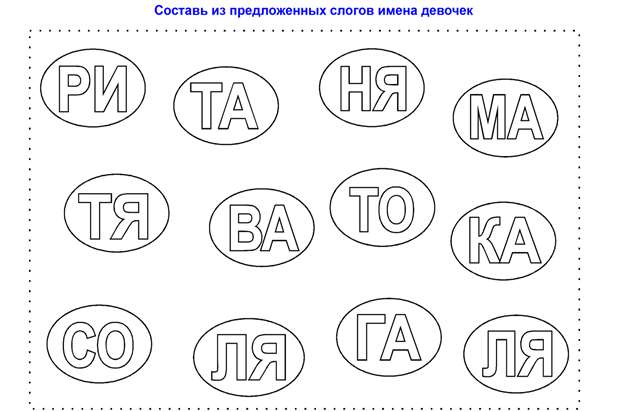 Составь из предложенных слогов имена девочек
РИ ТА НЯ МА
ТЯ ВА ТО КА
СО ЛЯ ГА ЛЯ